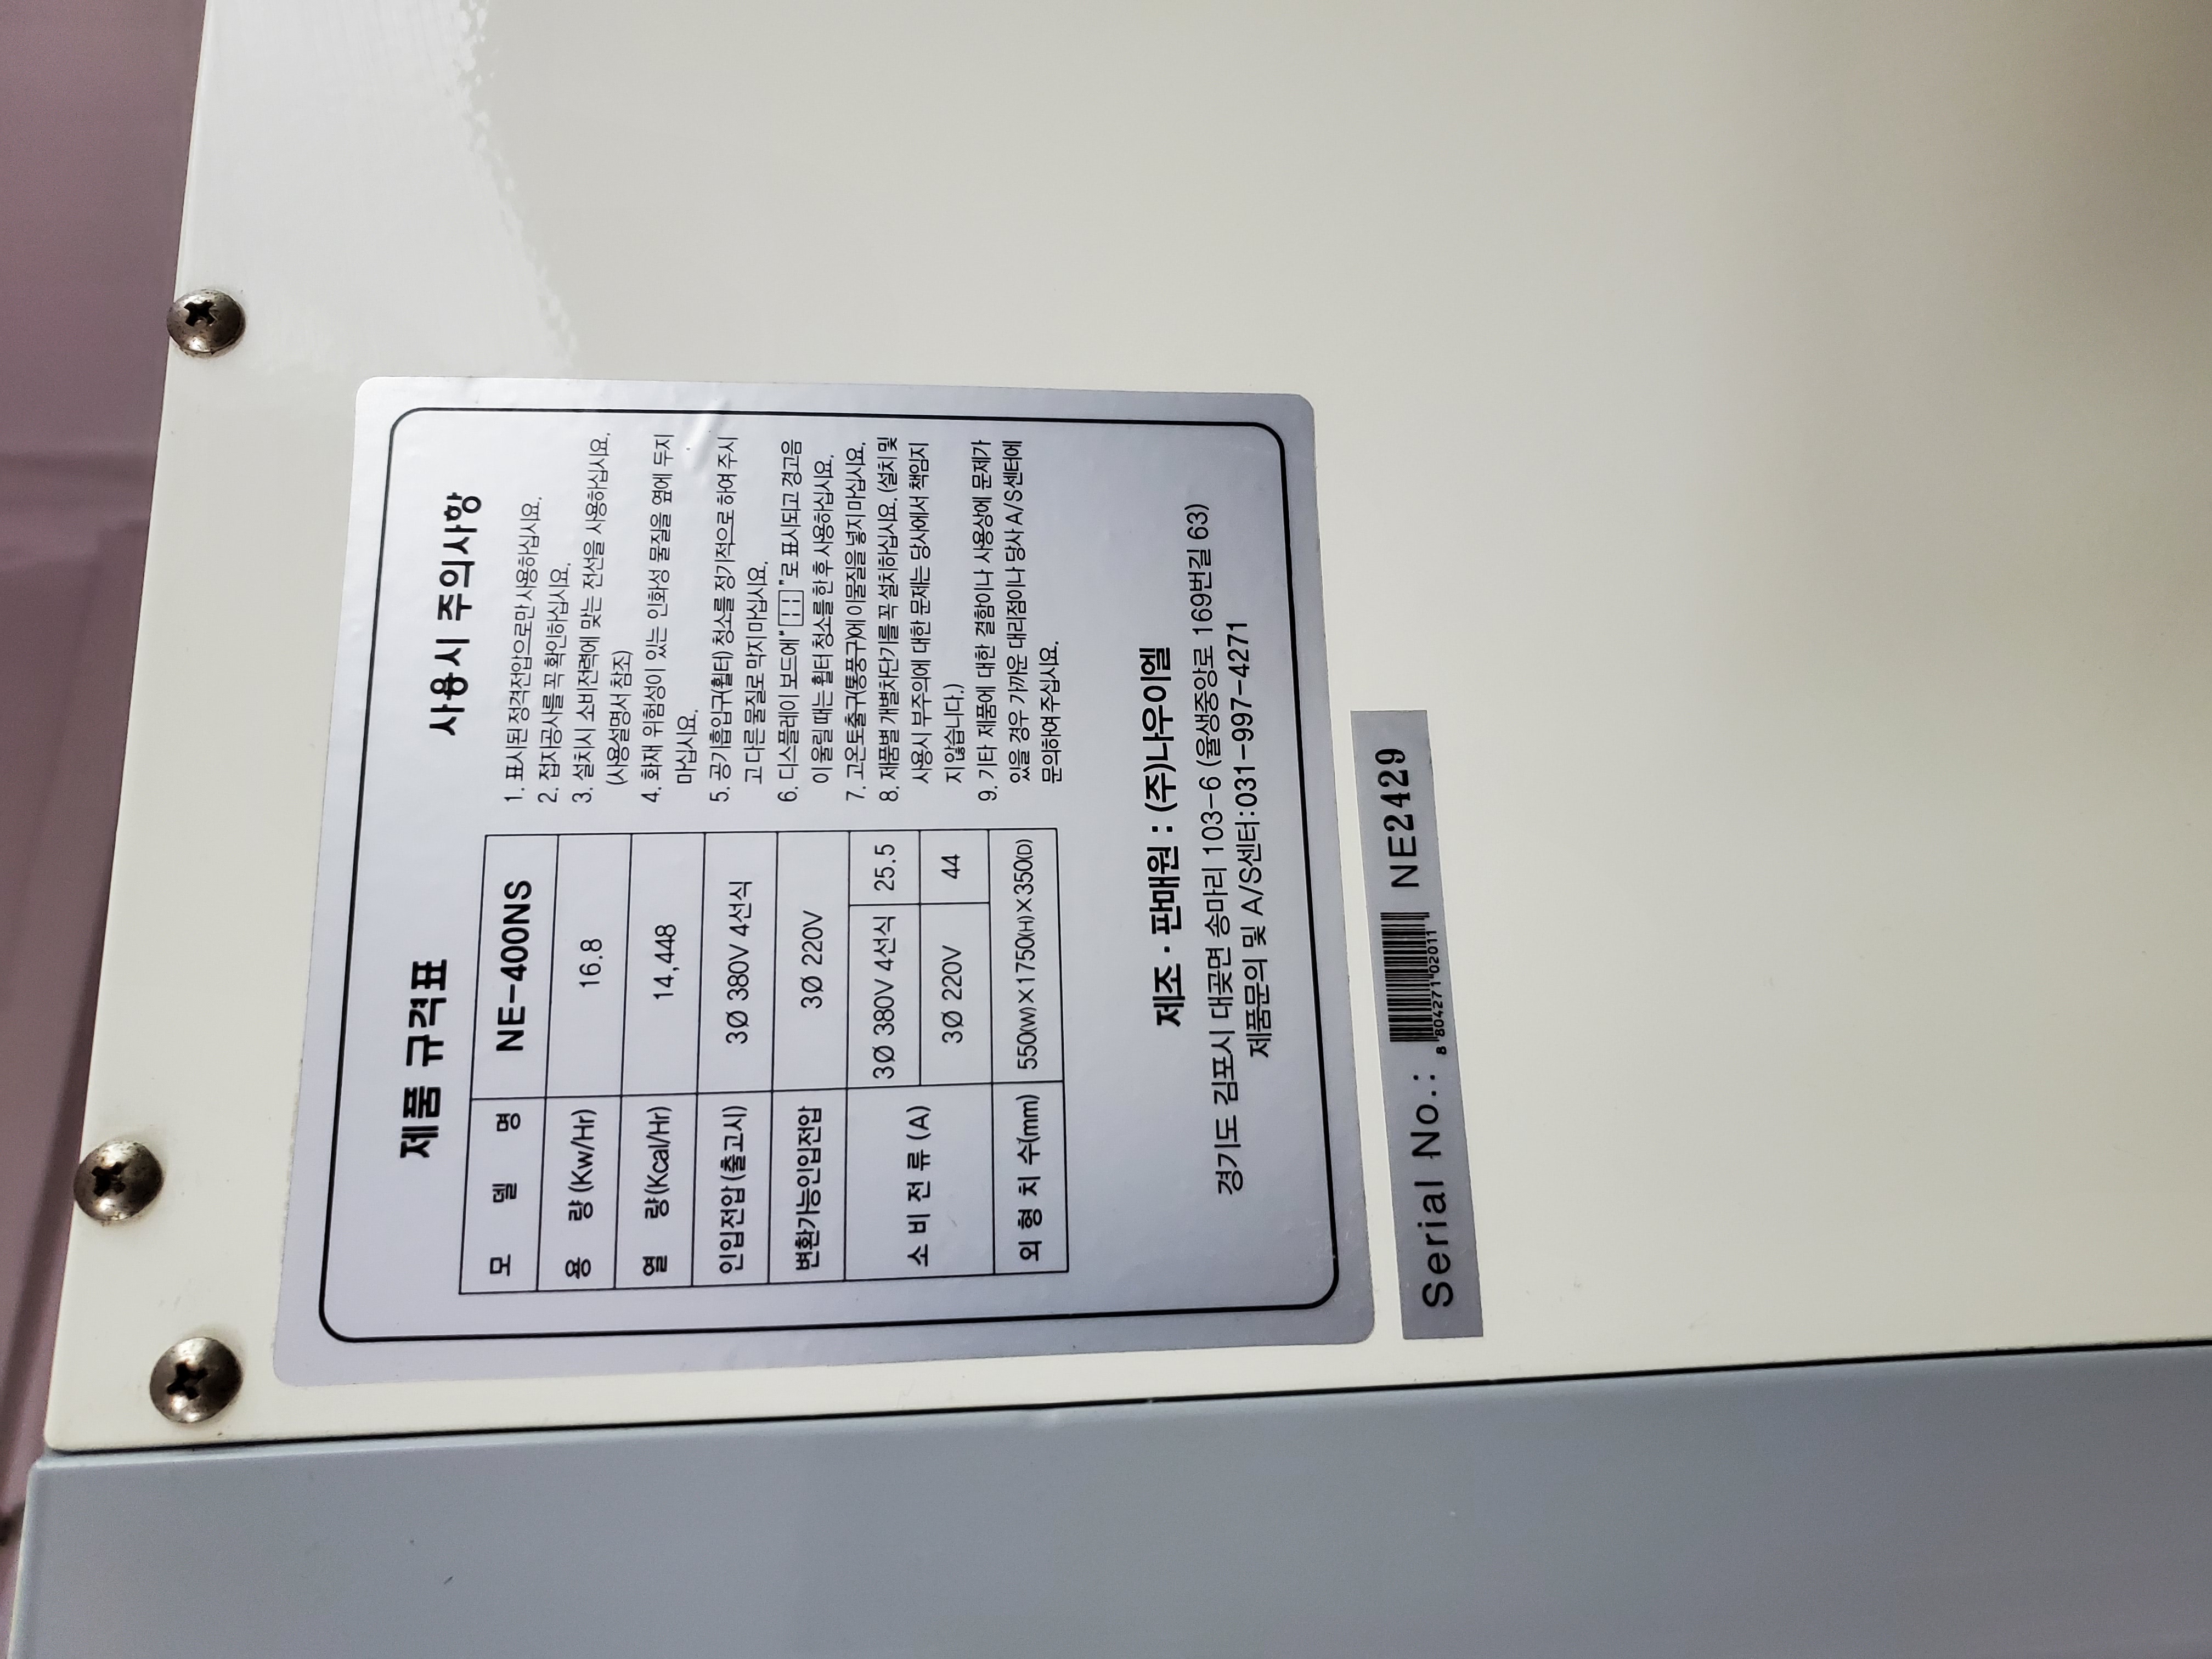 제품 규격표
모 델 명 NE-400NS
용 량(Kw/Hr) 16.8
열 량(Kcal/Hr) 14,448
인입전압(출고시) 3Ø 380V 4선식
변환가능인입전압 3Ø 220V
소 비 전 류 (A) 3Ø 380V 4선식 25.5
3Ø 220V 44
외 형 치 수(mm) 550(W)×1750(H)×350(D)
사용시 주의사항
1. 표시된 정격전압으로만 사용하십시요.
2. 접지공사를 꼭 확인하십시요.
3. 설치시 소비전력에 맞는 전선을 사용하십시요.
(사용설명서 참조)
4. 화재 위험성이 있는 인화성 물질을 옆에 두지
마십시요.
5. 공기흡입구(휠터) 청소를 정기적으로 하여 주시
고 다른 물질로 막지 마십시요.
6. 디스플레이 보드에" "로 표시되고 경고음
이 울릴 때는 휠터 청소를 한 후 사용하십시요.
7. 고온토출구(통풍구)에 이물질을 넣지 마십시요.
8. 제품별 개별차단기를 꼭 설치하십시요. (설치 및
사용시 부주의에 대한 문제는 당사에서 책임지
지 않습니다.)
9. 기타 제품에 대한 결함이나 사용상에 문제가
있을 경우 가까운 대리점이나 당사 A/S센터에
문의하여 주십시요.
제조 · 판매원 : (주)나우이엘
경기도 김포시 대곶면 송마리 103-6 (율생중앙로 169번길 63)
제품문의 및 A/S센터:031-997-4271
Serial No.: NE2429
8 804271 02011